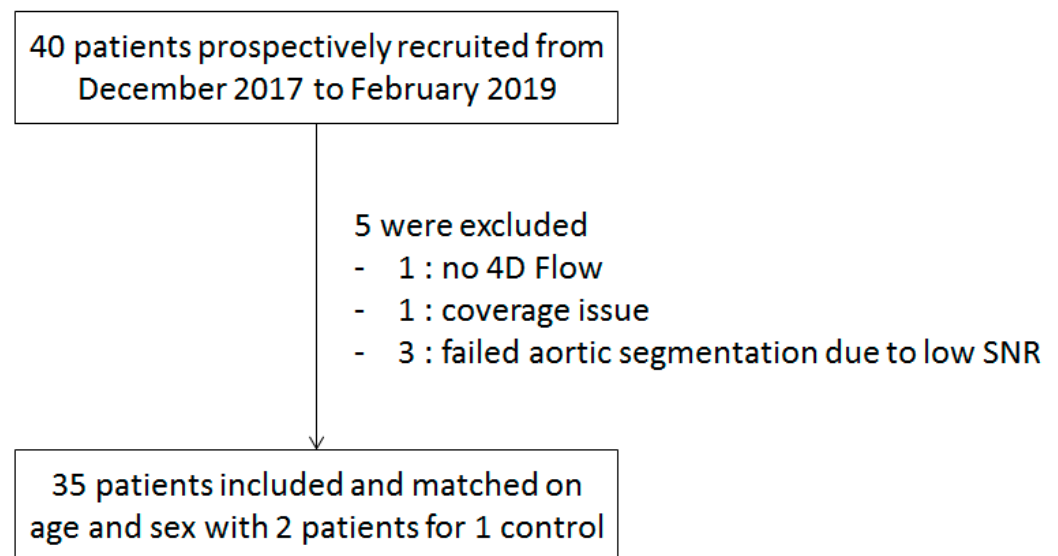 40 patients prospectively recruited from
December 2017 to February 2019
5 were excluded
- 1 : no 4D Flow
- 1 : coverage issue
- 3 : failed aortic segmentation due to low SNR
35 patients included and matched on
age and sex with 2 patients for 1 control